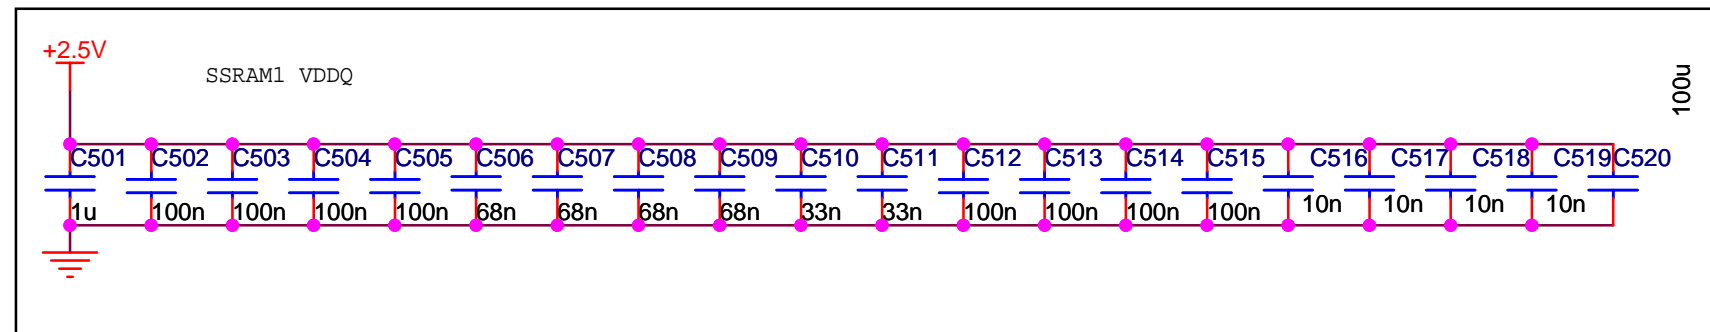 +2.5V
SSRAM1 VDDQ
100u
C501 C502 C503 C504 C505 C506 C507 C508 C509 C510 C511 C512 C513 C514 C515 C516 C517 C518 C519 C520
1u 100n 100n 100n 100n 68n 68n 68n 68n 33n 33n 100n 100n 100n 100n 10n 10n 10n 10n